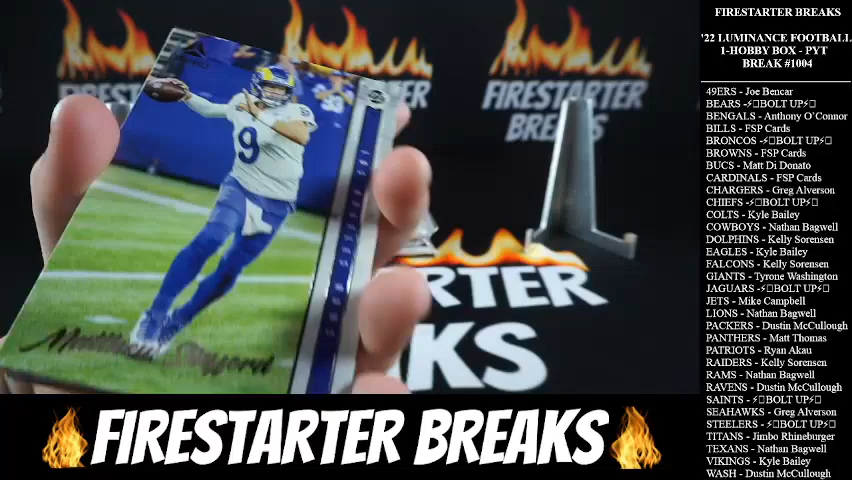 FIRESTARTER BREAKS
'22 LUMINANCE FOOTBALL
1-HOBBY BOX - PYT
BREAK #1004
49ERS - Joe Bencar
BEARS -⚡□BOLT UP⚡□
BENGALS - Anthony O'Connor
BILLS - FSP Cards
BRONCOS -⚡□BOLT UP⚡□
BROWNS - FSP Cards
BUCS - Matt Di Donato
CARDINALS - FSP Cards
CHARGERS - Greg Alverson
CHIEFS -⚡□BOLT UP⚡□
COLTS - Kyle Bailey
COWBOYS - Nathan Bagwell
DOLPHINS - Kelly Sorensen
EAGLES - Kyle Bailey
FALCONS - Kelly Sorensen
GIANTS - Tyrone Washington
JAGUARS -⚡□BOLT UP⚡□
JETS - Mike Campbell
LIONS - Nathan Bagwell
PACKERS - Dustin McCullough
PANTHERS - Matt Thomas
PATRIOTS - Ryan Akau
RAIDERS - Kelly Sorensen
RAMS - Nathan Bagwell
RAVENS - Dustin McCullough
SAINTS -⚡□BOLT UP⚡□
SEAHAWKS - Greg Alverson
STEELERS -⚡□BOLT UP⚡□
TITANS - Jimbo Rhineburger
TEXANS - Nathan Bagwell
VIKINGS - Kyle Bailey
WASH - Dustin McCullough
FIRESTARTER
BREAKS
9
Matthew Stafford
RTER
KS
FIRESTARTER BREAKS